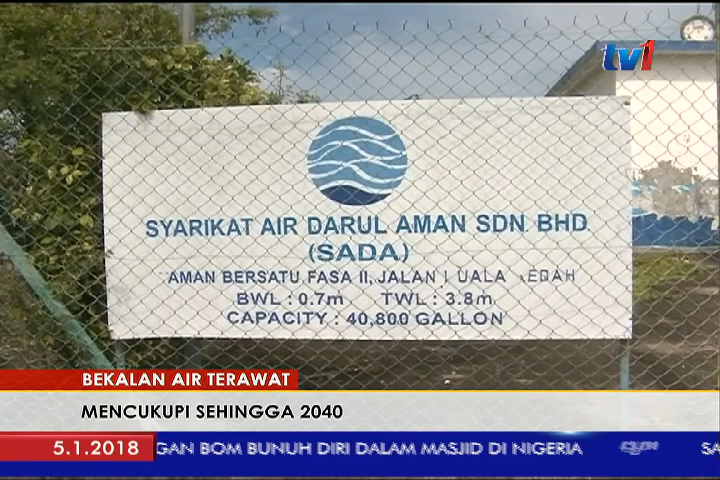 tv1
SYARIKAT AIR DARUL AMAN SDN. BHD
(SADA)
AMAN BERSATU FASA II, JALAN
BWL : 0.7m TWL : 3.8m
CAPACITY : 40,800 GALLON
BEKALAN AIR TERAWAT
MENCUKUPI SEHINGGA 2040
5.1.2018 GAN BOM BUNUH DIRI DALAM MASJID DI NIGERIA SA